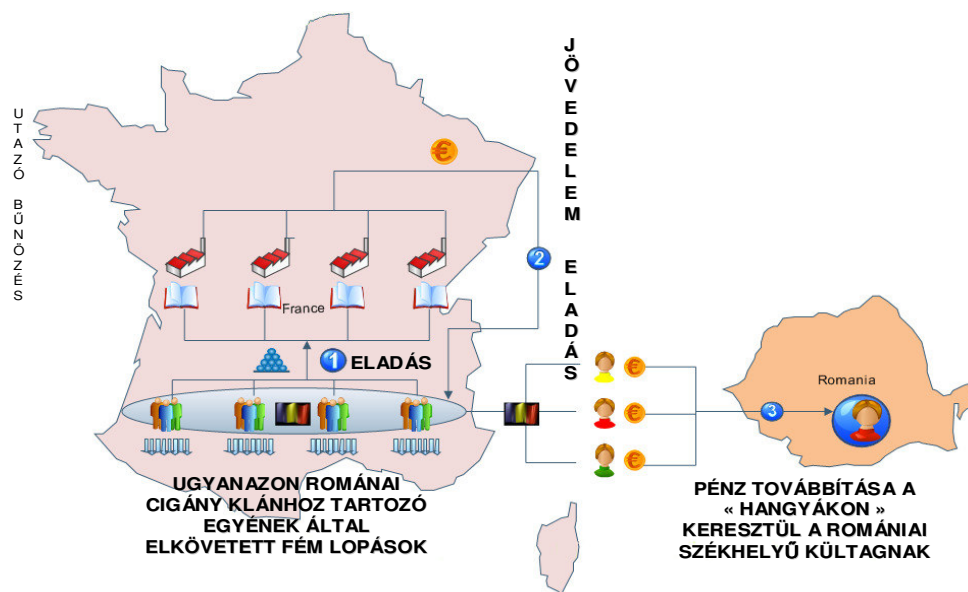 UTAZÓ BŰNÖZÉS
JÖVEDELEM ELADÁS
€
2
France
1 ELADÁS
€
€
€
Romania
3
UGYANAZON ROMÁNAI
CIGÁNY KLÁNHOZ TARTOZÓ
EGYÉNEK ÁLTAL
ELKÖVETETT FÉM LOPÁSOK
PÉNZ TOVÁBBÍTÁSA A
« HANGYÁKON »
KERESZTÜL A ROMÁNIAI
SZÉKHELYŰ KÜLTAGNAK